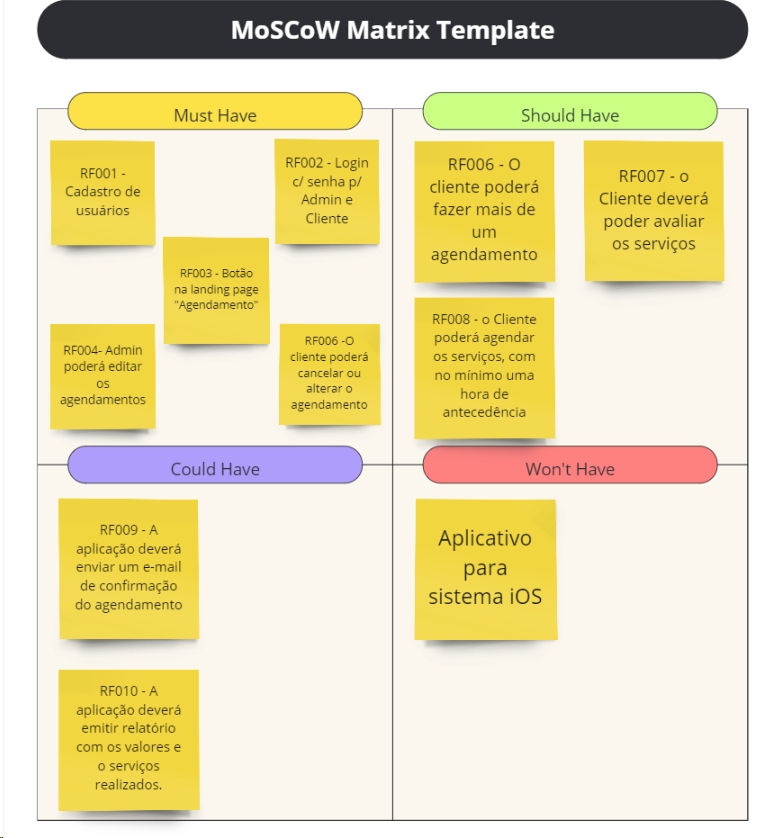 MoSCoW Matrix Template
Must Have
RF001 -
Cadastro de
usuários
RF002 - Login
c/ senha p/
Admin e
Cliente
RF003 - Botão
na landing page
"Agendamento"
RF004- Admin
poderá editar
os
agendamentos
RF006 -O
cliente poderá
cancelar ou
alterar o
agendamento
Should Have
RF006 - O
cliente poderá
fazer mais de
um
agendamento
RF007 - o
Cliente deverá
poder avaliar
os serviços
RF008 - o Cliente
poderá agendar
os serviços, com
no mínimo uma
hora de
antecedência
Could Have
RF009 - A
aplicação deverá
enviar um e-mail
de confirmação
do agendamento
RF010 - A
aplicação deverá
emitir relatório
com os valores e
o serviços
realizados.
Won't Have
Aplicativo
para
sistema iOS